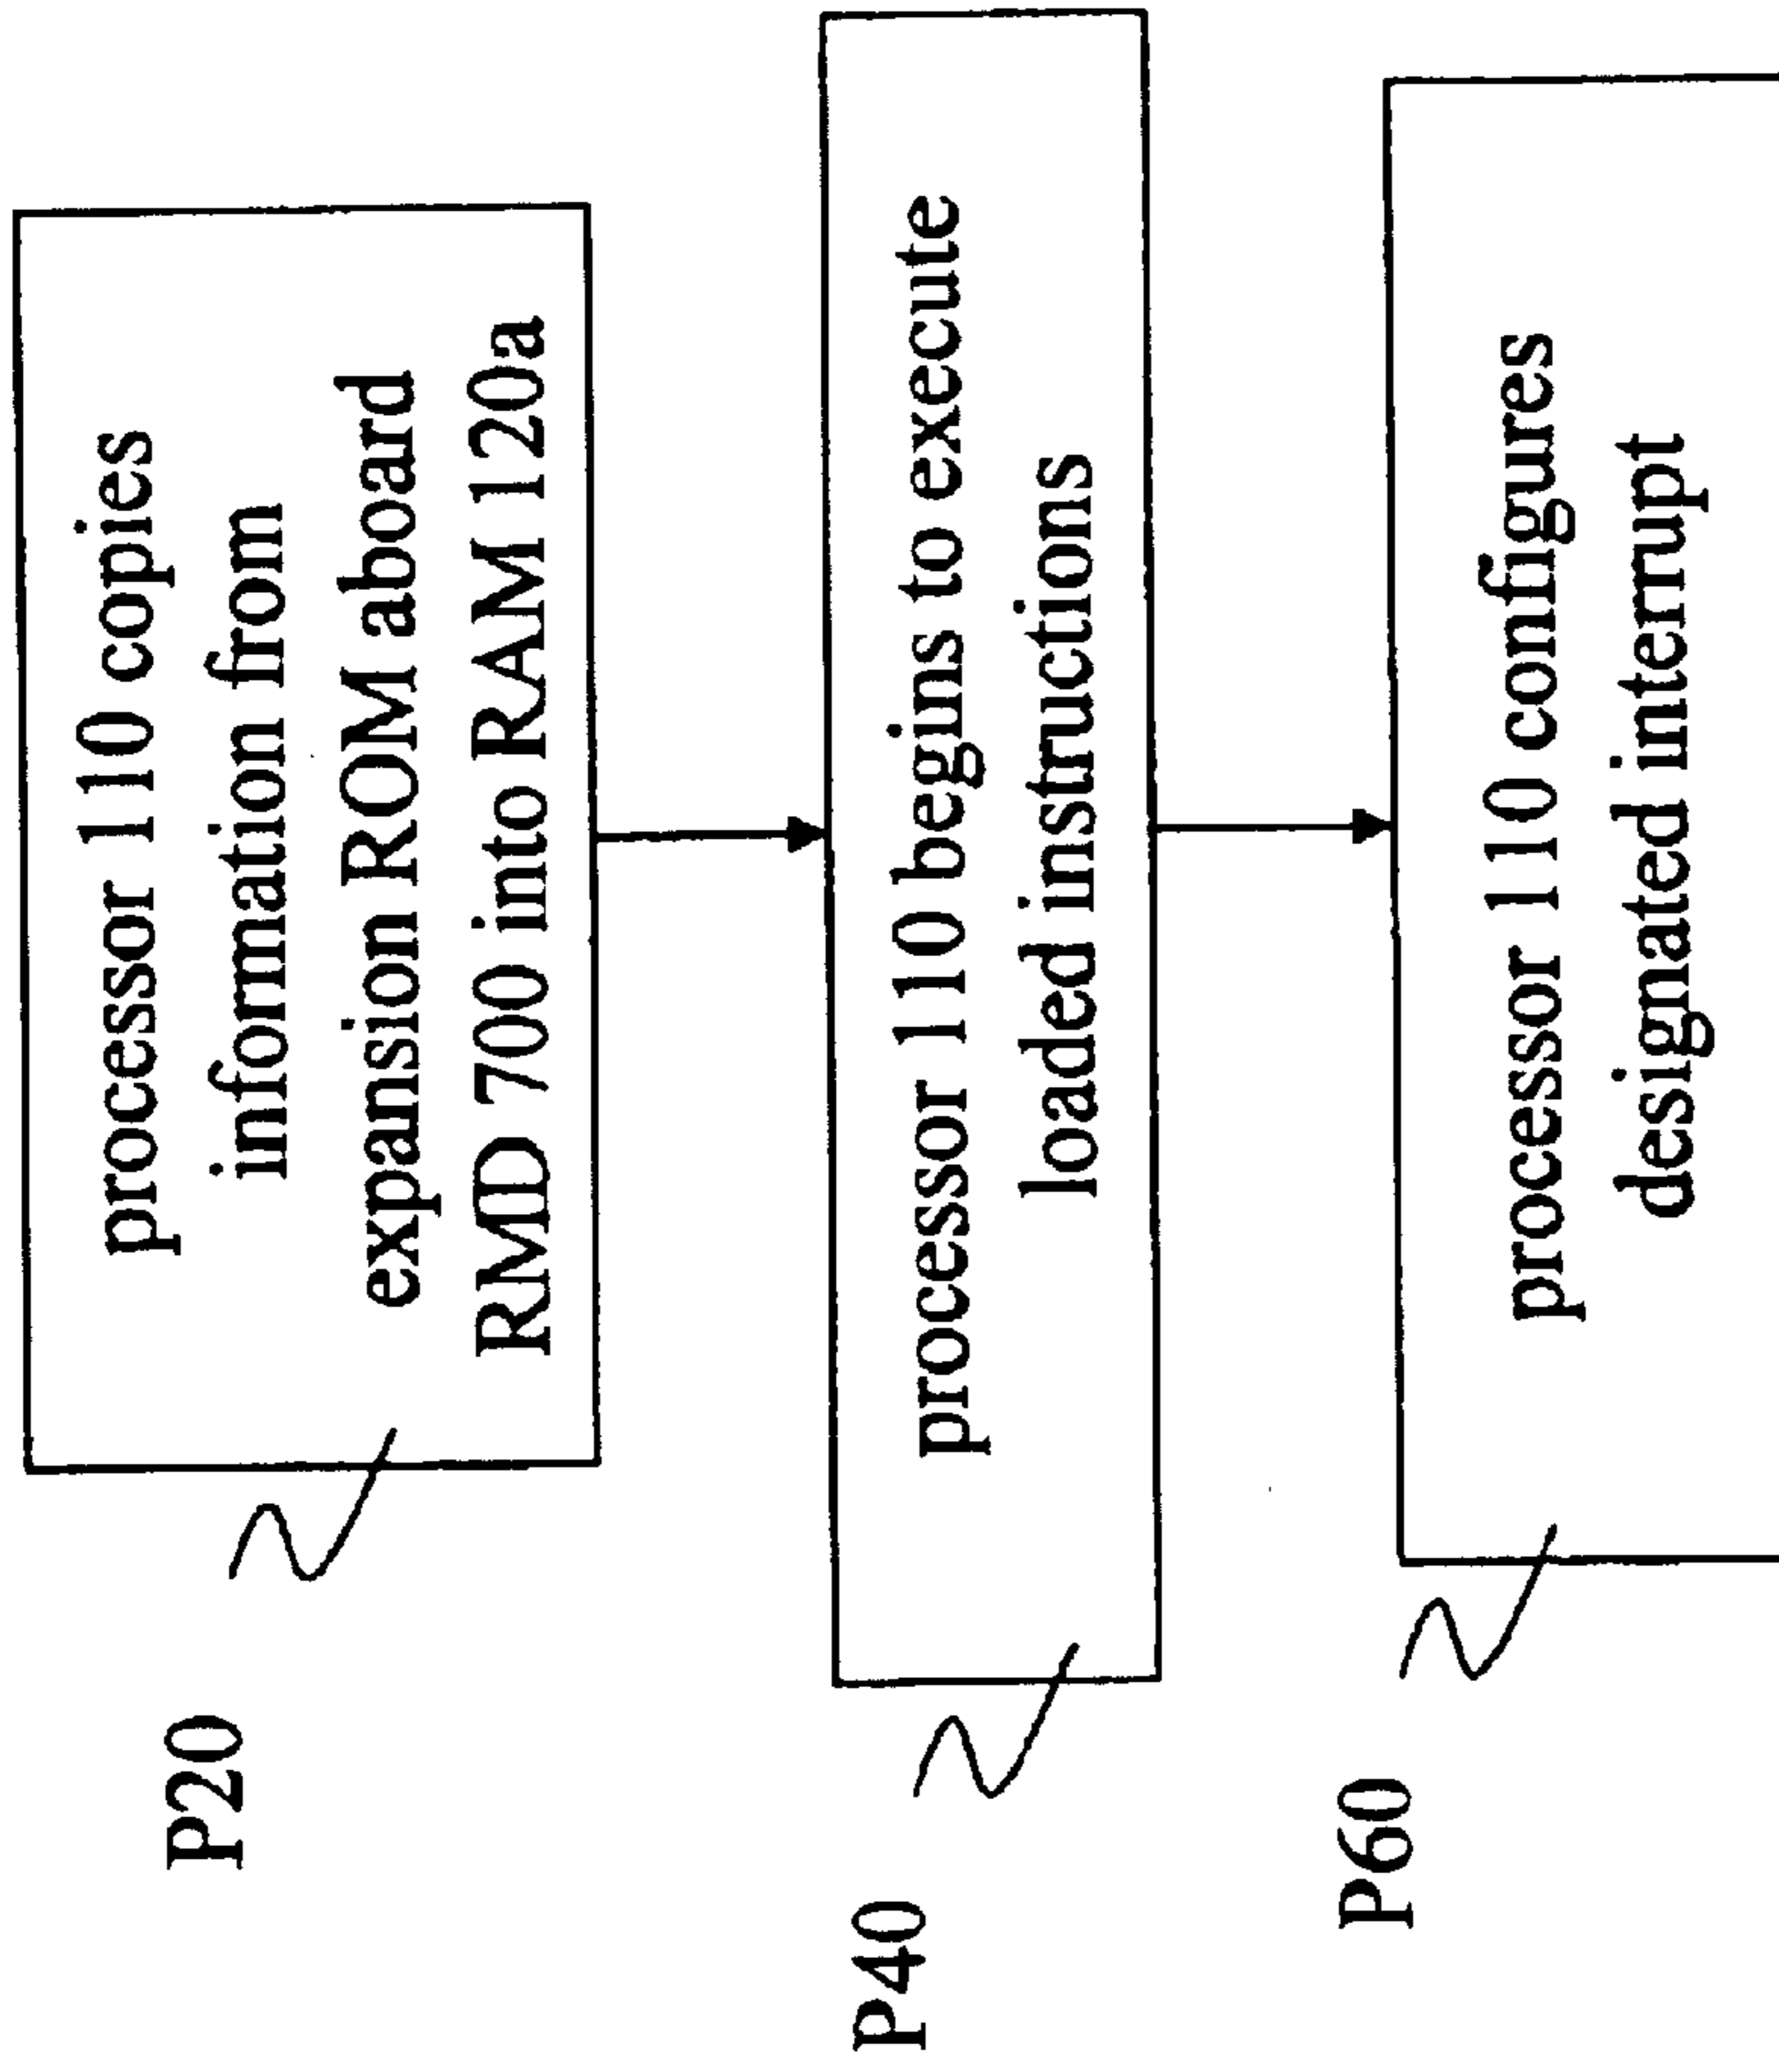 P20
processor 110 copies
information from
expansion ROM aboard
RMD 700 into RAM 120a
P40
processor 110 begins to execute
loaded instructions
P60
processor 110 configures
designated interrupt